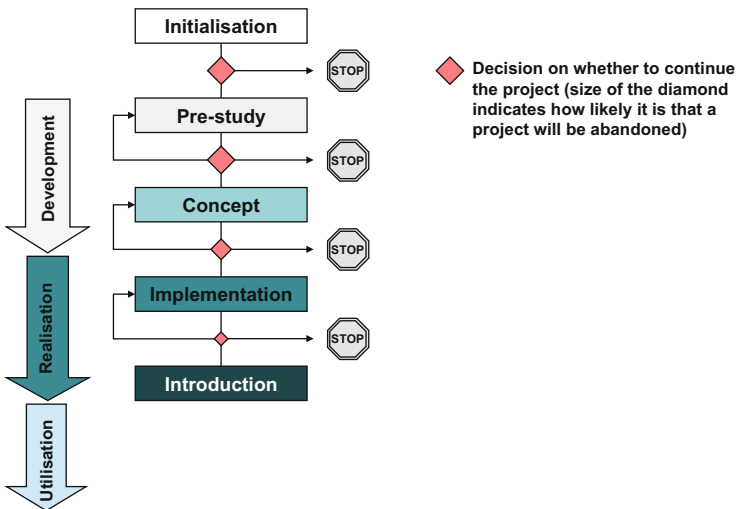 Initialisation
STOP
Decision on whether to continue
the project (size of the diamond
indicates how likely it is that a
project will be abandoned)
Development
Pre-study
STOP
Concept
STOP
Realisation
Implementation
STOP
Introduction
Utilisation